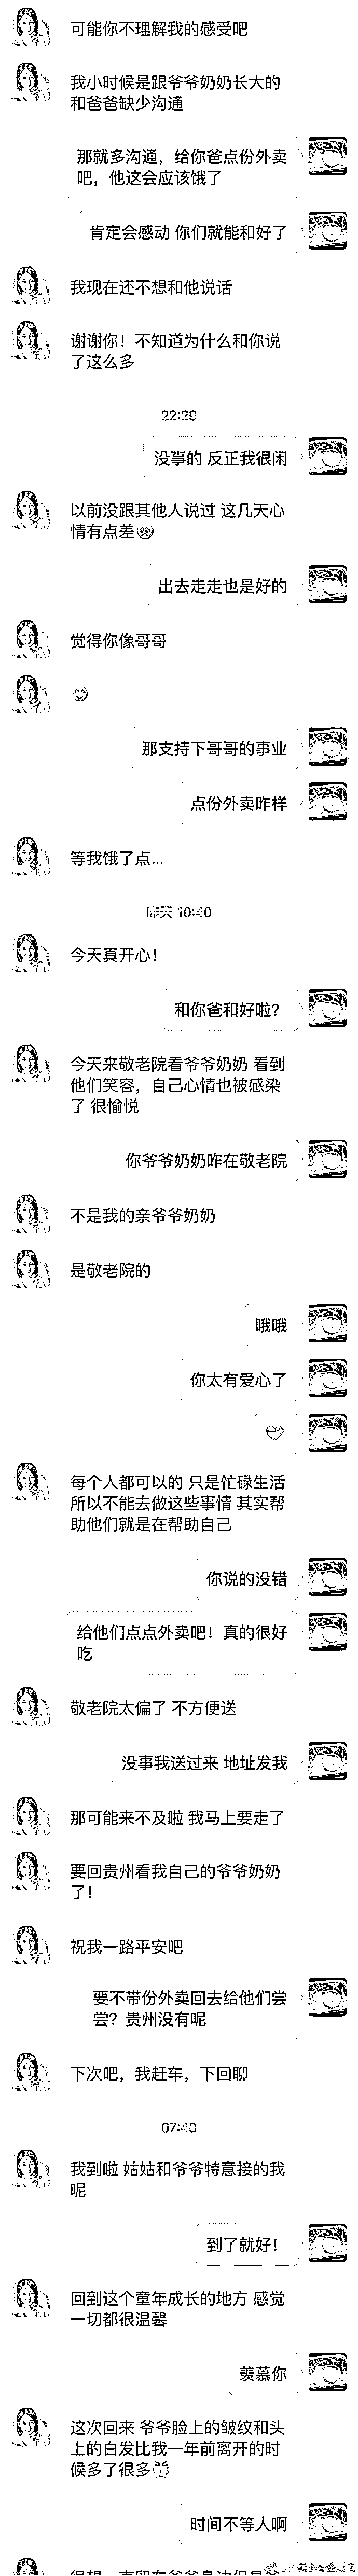 可能你不理解我的感受吧
我小时候是跟爷爷奶奶长大的
和爸爸缺少沟通
那就多沟通，给你爸点份外卖
吧，他这会应该饿了
肯定会感动 你们就能和好了
我现在还不想和他说话
谢谢你！不知道为什么和你说
了这么多
22:29
没事的 反正我很闲
以前没跟其他人说过 这几天心
情有点差
出去走走也是好的
觉得你像哥哥
那支持下哥哥的事业
点份外卖咋样
等我饿了点...
昨天 10:40
今天真开心！
和你爸和好啦？
今天来敬老院看爷爷奶奶 看到
他们笑容，自己心情也被感染
了 很愉悦
你爷爷奶奶咋在敬老院
不是我的亲爷爷奶奶
是敬老院的
哦哦
你太有爱心了
每个人都可以的 只是忙碌生活
所以不能去做这些事情 其实帮
助他们就是在帮助自己
你说的没错
给他们点点外卖吧！真的很好
吃
敬老院太偏了 不方便送
没事我送过来 地址发我
那可能来不及啦 我马上要走了
要回贵州看我自己的爷爷奶奶
了！
祝我一路平安吧
要不带份外卖回去给他们尝
尝？贵州没有呢
下次吧，我赶车，下回聊
07:48
我到啦 姑姑和爷爷特意接的我
呢
到了就好！
回到这个童年成长的地方 感觉
一切都很温馨
羡慕你
这次回来 爷爷脸上的皱纹和头
上的白发比我一年前离开的时
候多了很多
时间不等人啊